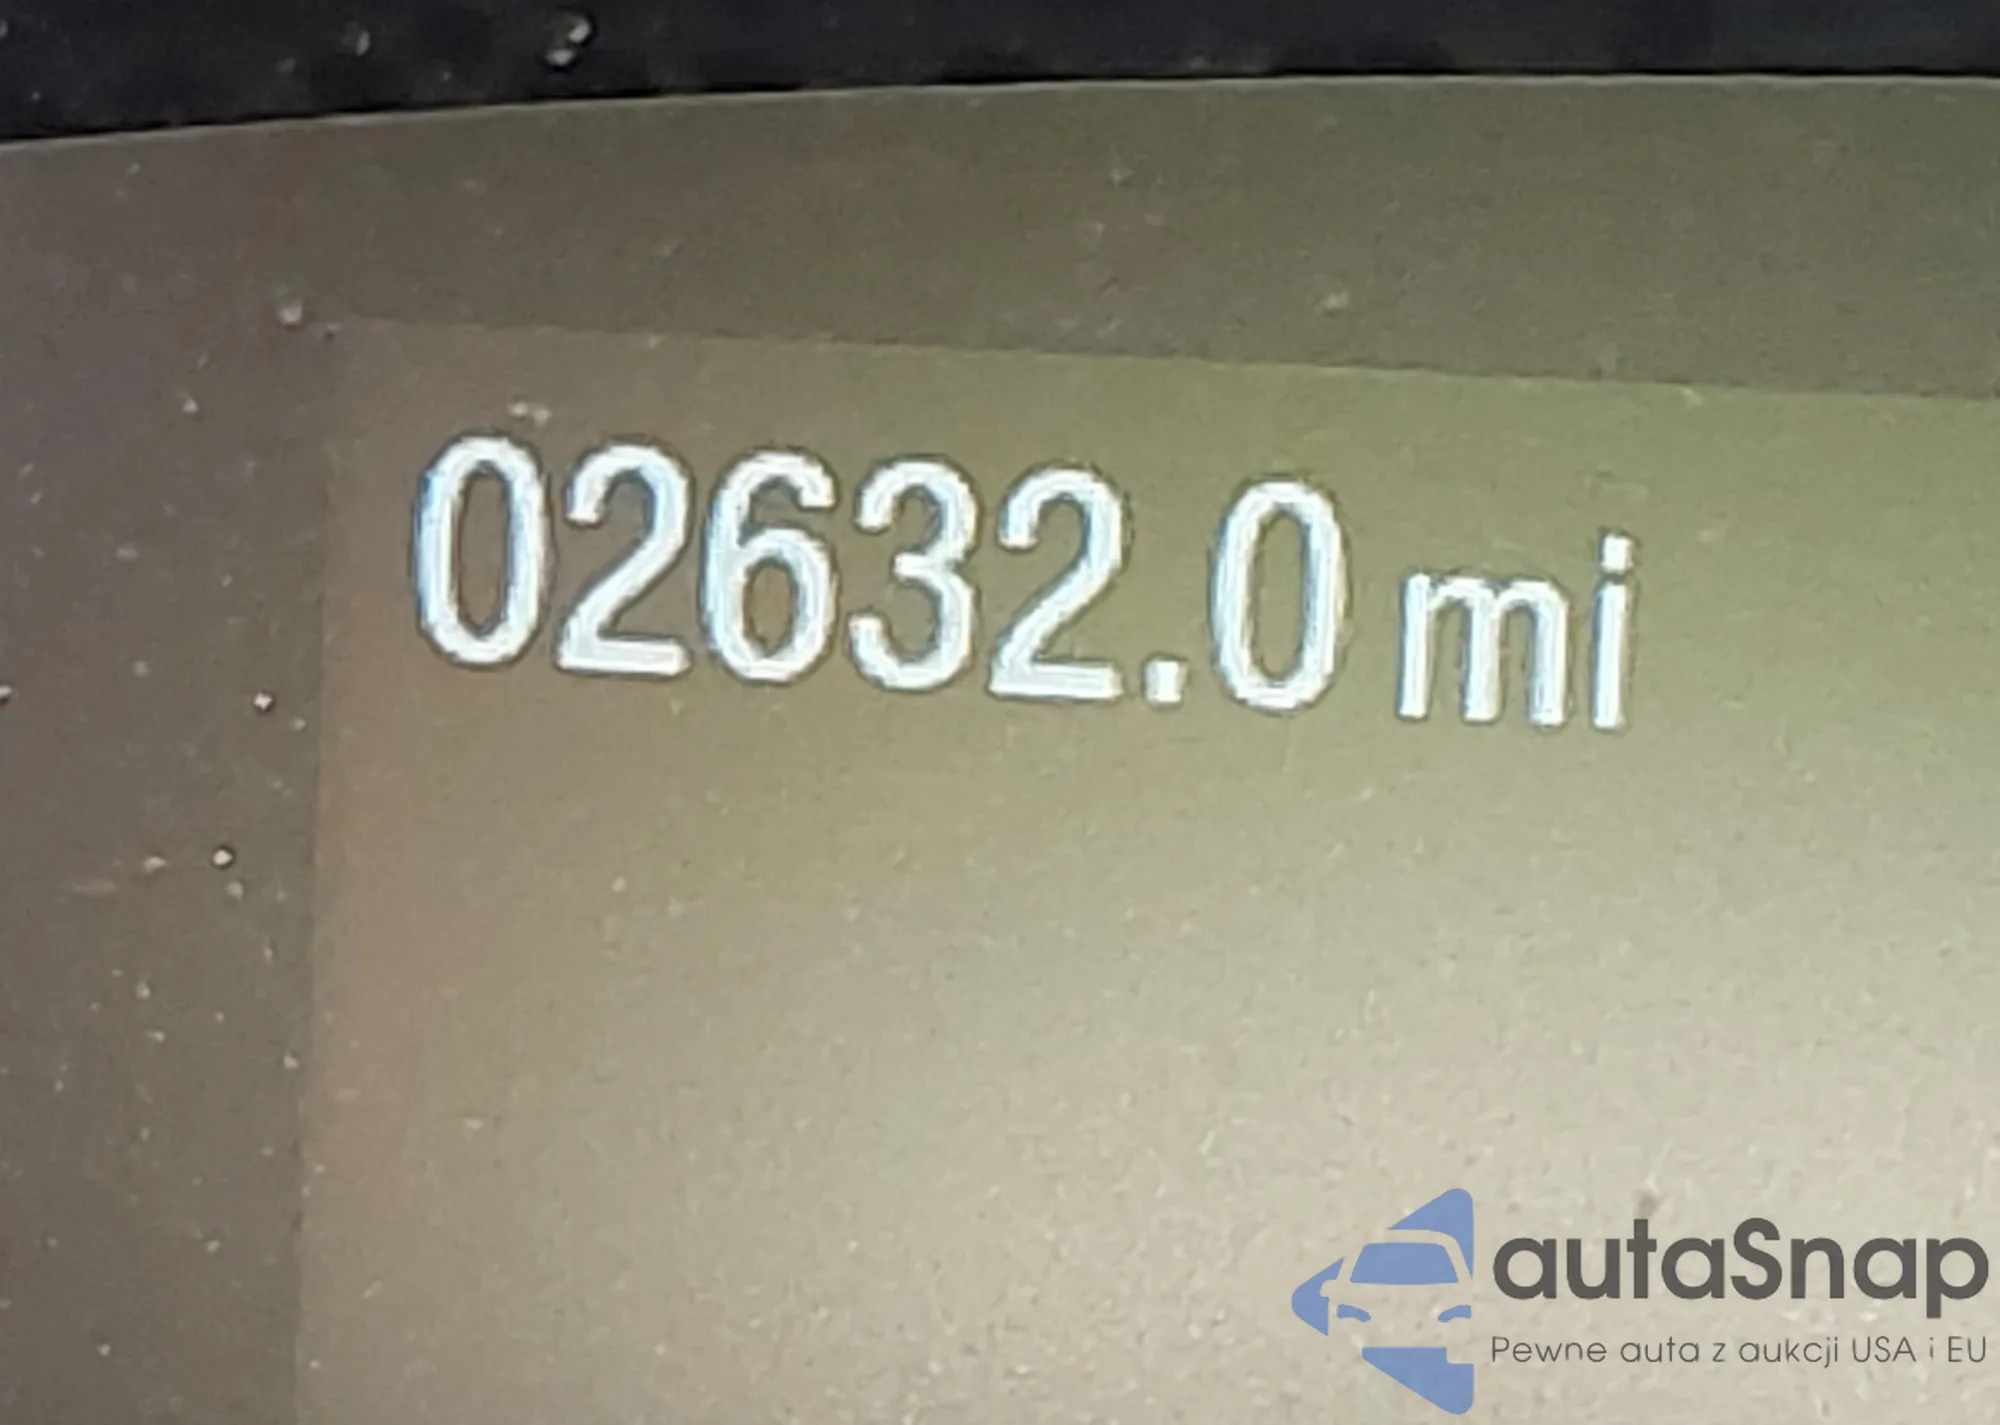 02632.0 mi
autaSnap
Pewne auta z aukcji USA i EU